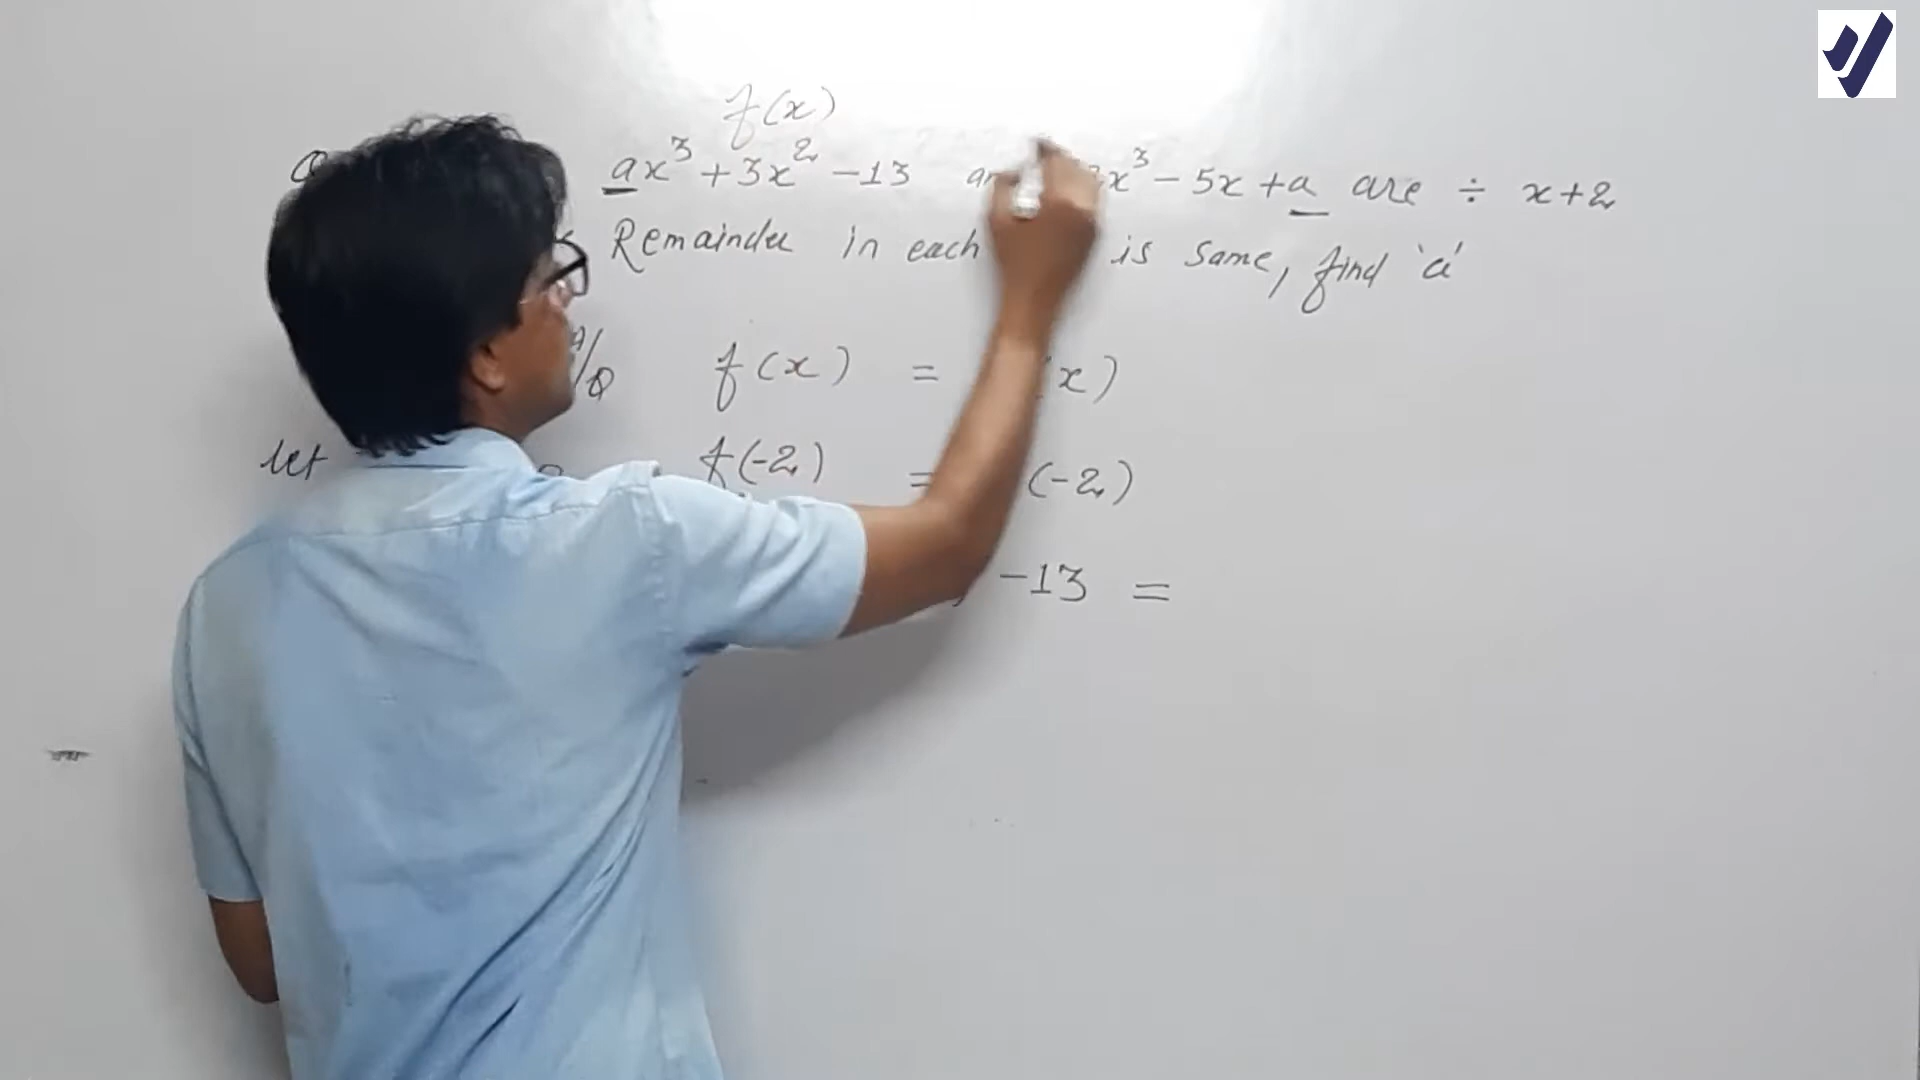 f(x)
Q ax³ + 3x² - 13 x³ - 5x + a are ÷ x + 2
Remainder in each is same, find 'a'
A/Q f(x) = (x)
let f(-2) = (-2)
-13 =